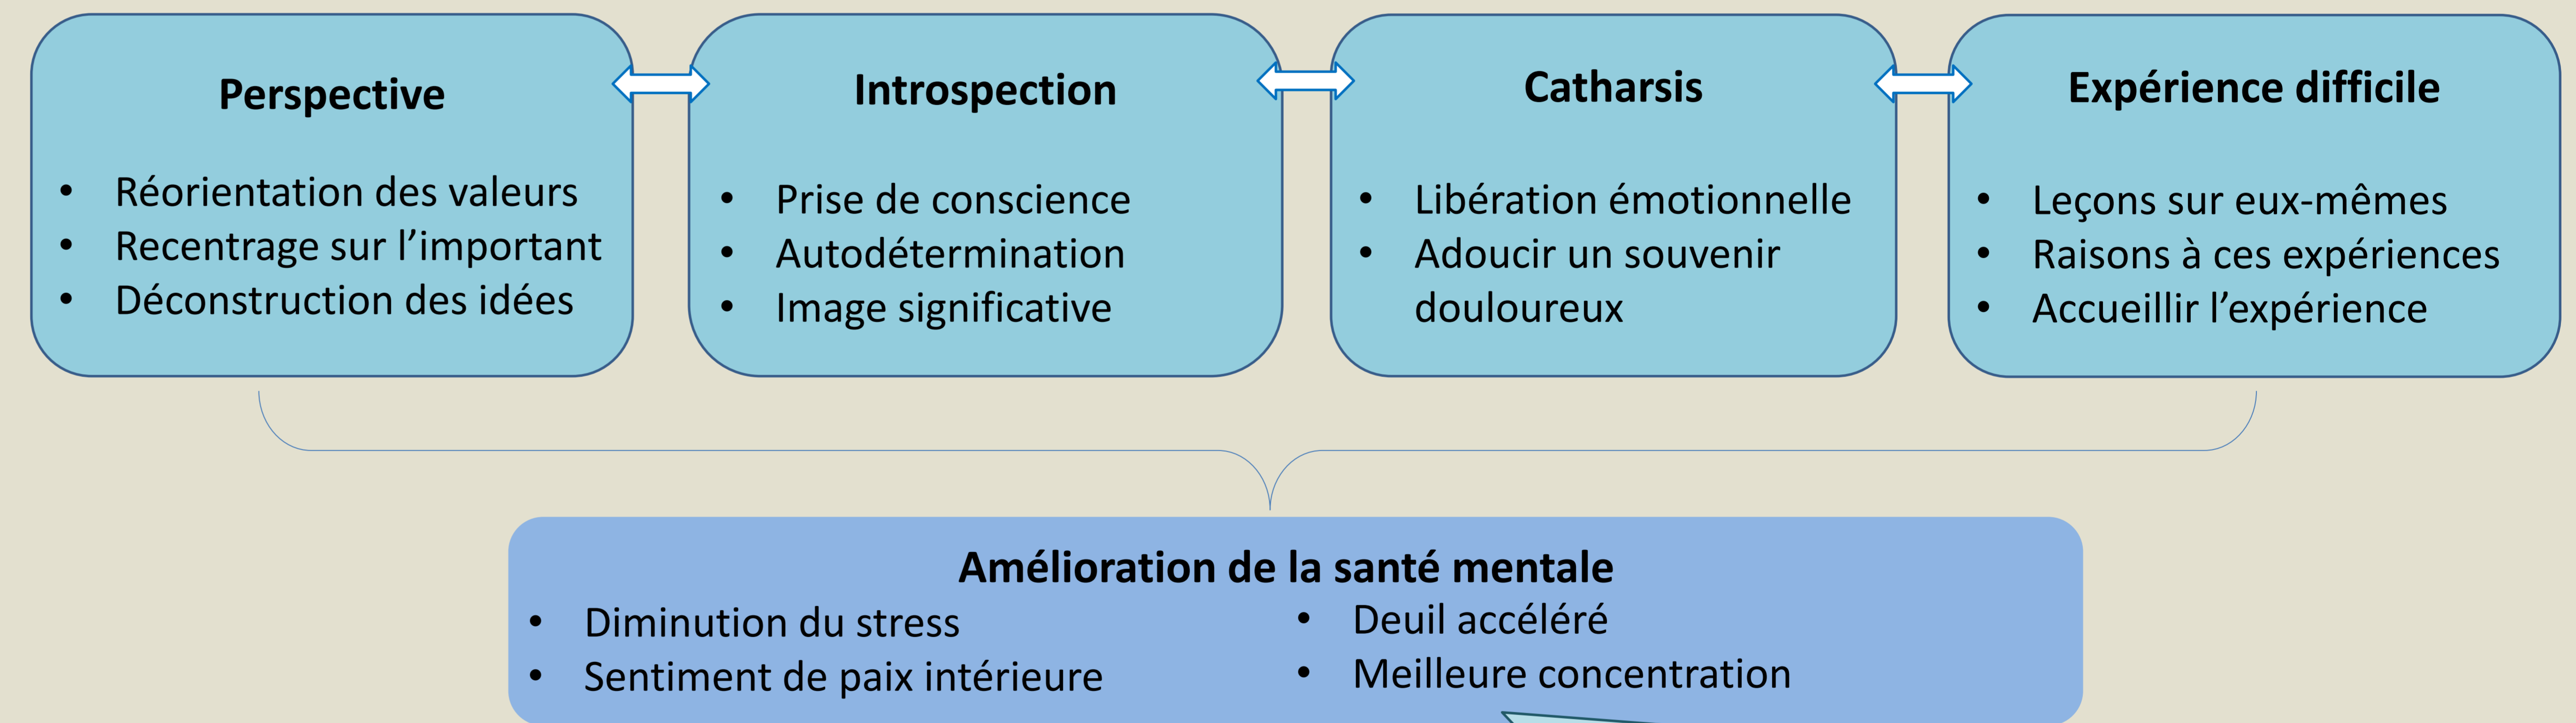 Perspective
• Réorientation des valeurs
• Recentrage sur l’important
• Déconstruction des idées
Introspection
• Prise de conscience
• Autodétermination
• Image significative
Catharsis
• Libération émotionnelle
• Adoucir un souvenir
douloureux
Expérience difficile
• Leçons sur eux-mêmes
• Raisons à ces expériences
• Accueillir l’expérience
Amélioration de la santé mentale
• Diminution du stress
• Sentiment de paix intérieure
• Deuil accéléré
• Meilleure concentration